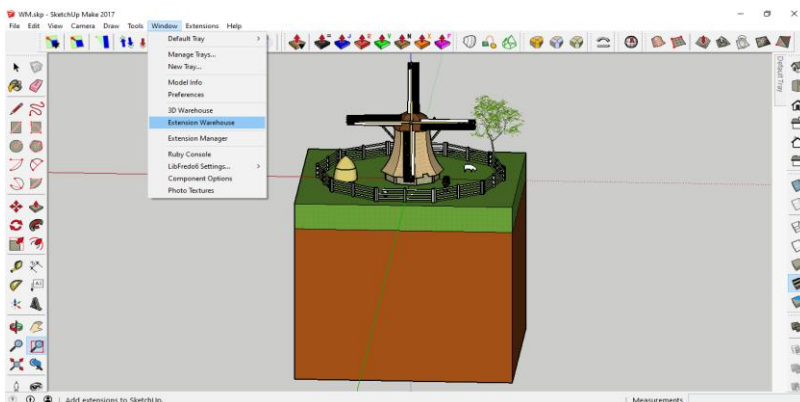 WM.skp - SketchUp Make 2017
File Edit View Camera Draw Tools Window Extensions Help
Default Tray
Manage Trays...
New Tray...
Model Info
Preferences
3D Warehouse
Extension Warehouse
Extension Manager
Ruby Console
LibFredo6 Settings...
Component Options
Photo Textures
Default Tray
Add extensions to SketchUp.
Measurements